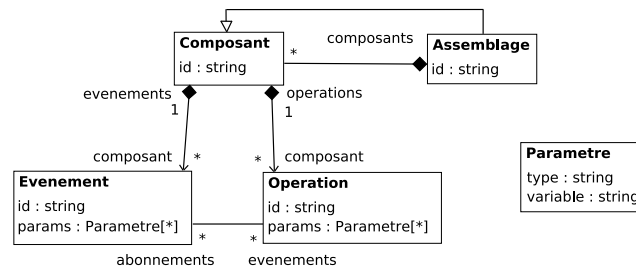 Composant
id : string
*
composants
Assemblage
id : string
evenements
1
operations
1
composant
*
*
composant
Evenement
id : string
params : Parametre[*]
Operation
id : string
params : Parametre[*]
Parametre
type : string
variable : string
*
*
abonnements
evenements